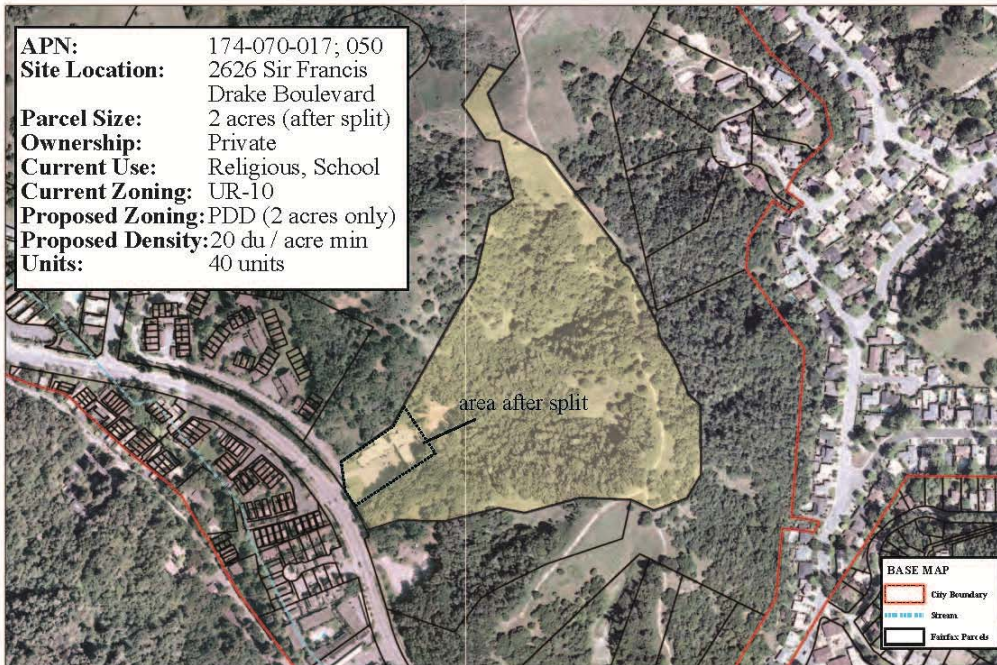 APN: 174-070-017; 050
Site Location: 2626 Sir Francis
Drake Boulevard
Parcel Size: 2 acres (after split)
Ownership: Private
Current Use: Religious, School
Current Zoning: UR-10
Proposed Zoning: PDD (2 acres only)
Proposed Density: 20 du / acre min
Units: 40 units
area after split
BASE MAP
City Boundary
Stream
Fairfax Parcels